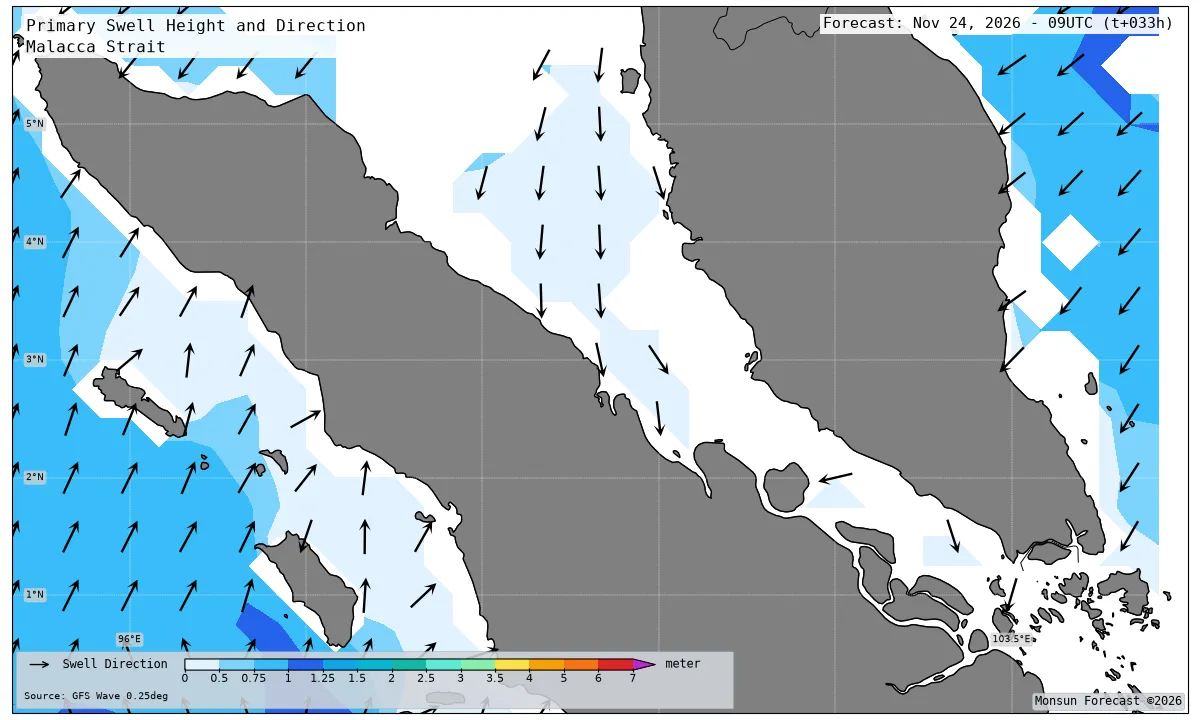 Primary Swell Height and Direction
Malacca Strait
Forecast: Nov 24, 2026 - 09UTC (t+033h)
5°N
4°N
3°N
2°N
1°N
96°E
103.5°E
Swell Direction
0 0.5 0.75 1 1.25 1.5 2 2.5 3 3.5 4 5 6 7
meter
Source: GFS Wave 0.25deg
Monsun Forecast ©2026